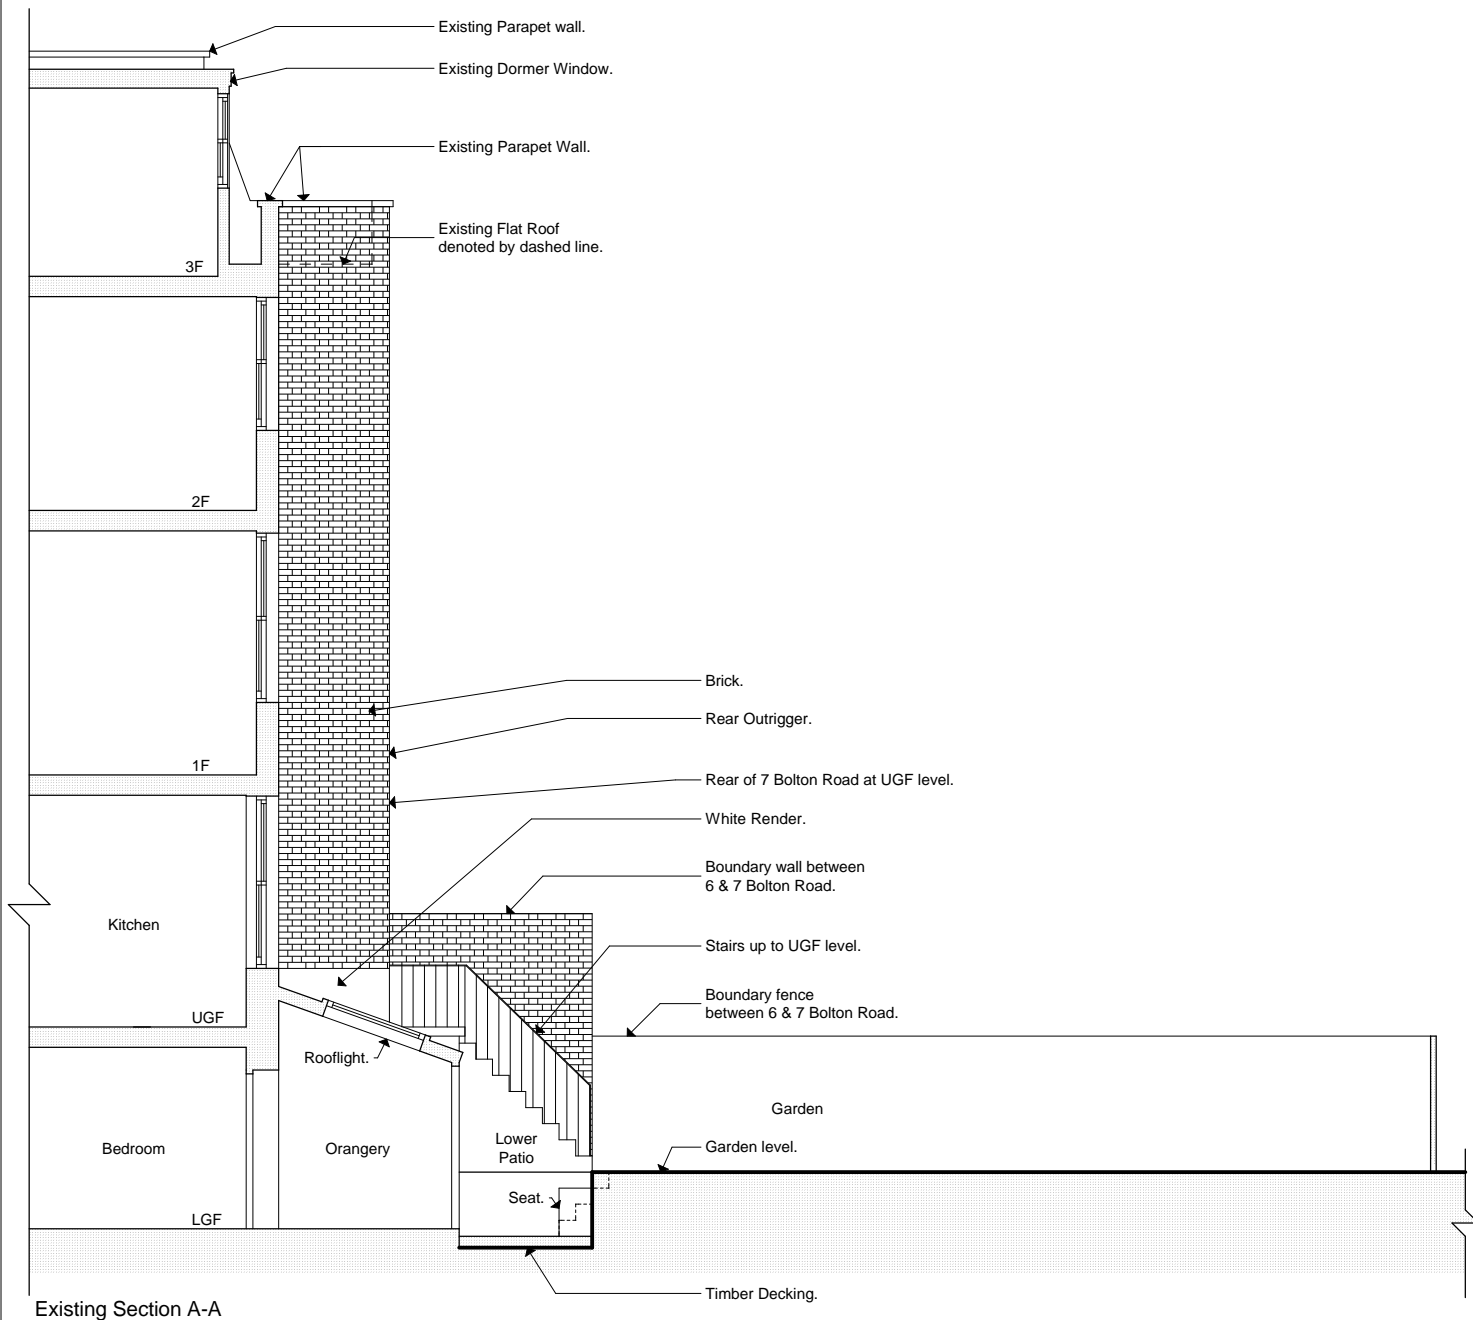 Existing Parapet wall.
Existing Dormer Window.
Existing Parapet Wall.
Existing Flat Roof
denoted by dashed line.
3F
2F
Brick.
Rear Outrigger.
1F
Rear of 7 Bolton Road at UGF level.
White Render.
Boundary wall between
6 & 7 Bolton Road.
Kitchen
Stairs up to UGF level.
Boundary fence
between 6 & 7 Bolton Road.
UGF
Rooflight.
Garden
Bedroom
Orangery
Lower
Patio
Garden level.
Seat.
LGF
Timber Decking.
Existing Section A-A